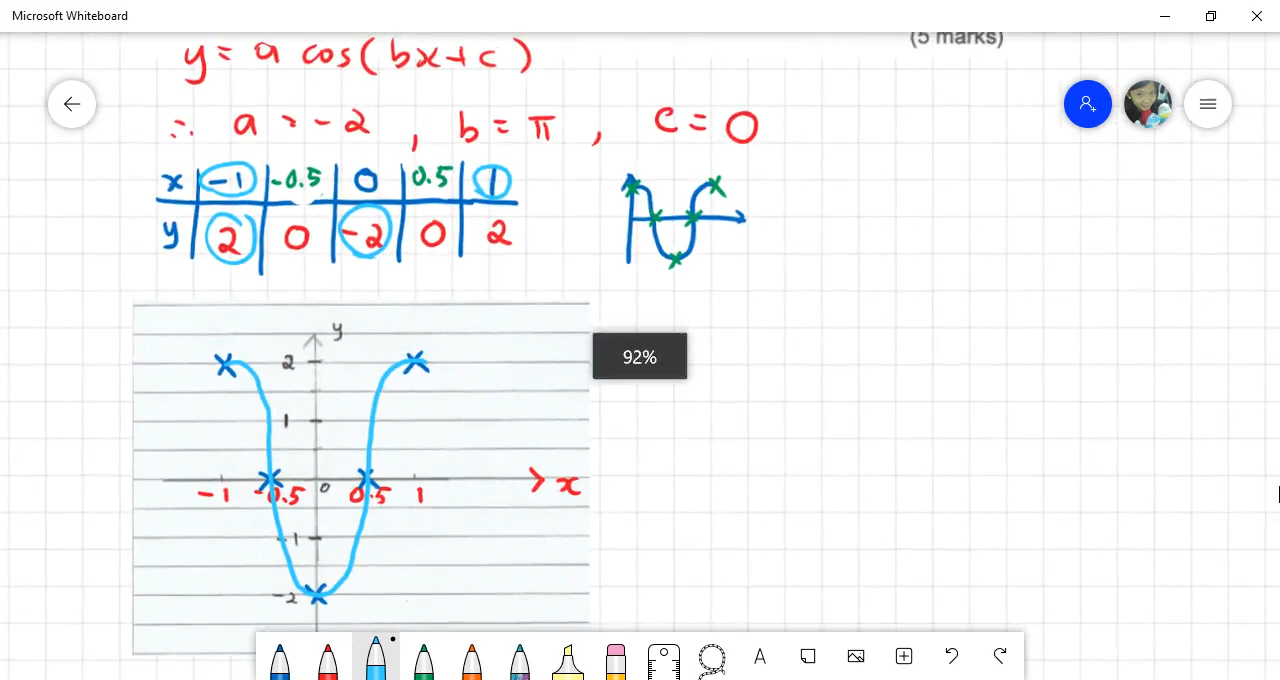 Microsoft Whiteboard
(5 marks)
y = a cos(bx+c)
∴ a = -2 , b = π , c = 0
x -1 -0.5 0 0.5 1
y 2 0 -2 0 2
92%
y
2
1
-1 -0.5 0 0.5 1 x
-1
-2
A